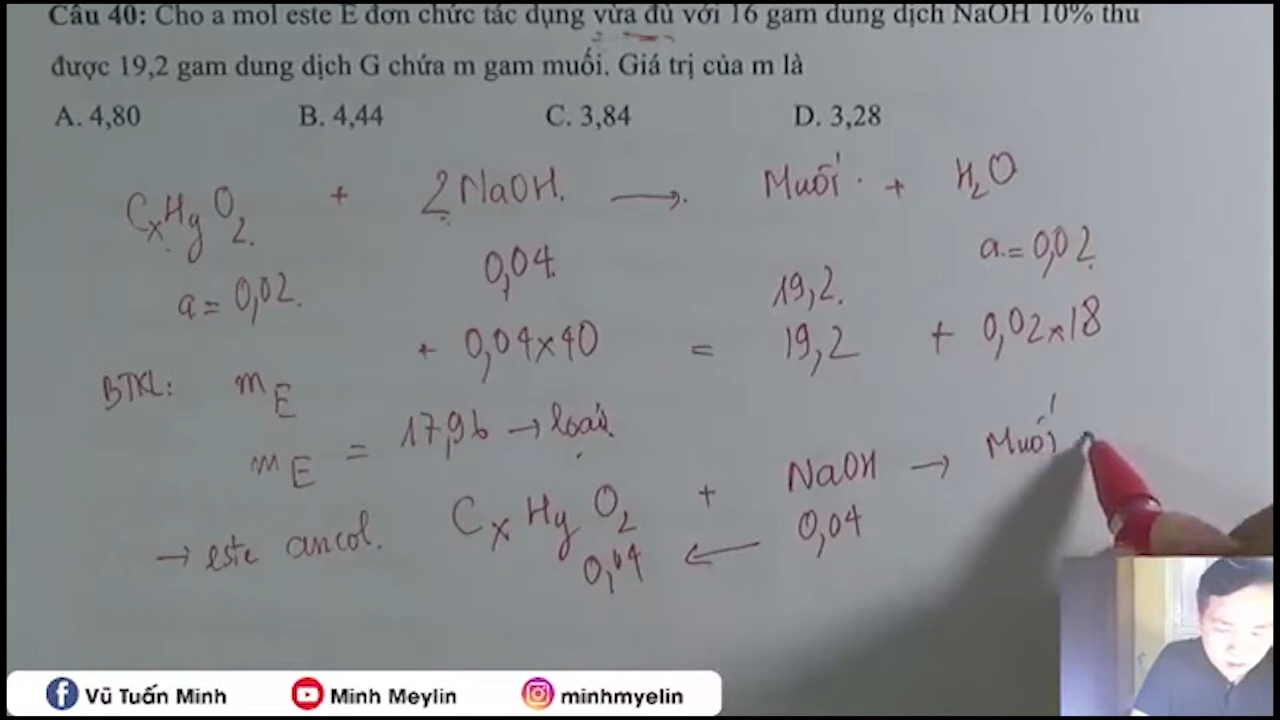 Câu 40: Cho a mol este E đơn chức tác dụng vừa đủ với 16 gam dung dịch NaOH 10% thu
được 19,2 gam dung dịch G chứa m gam muối. Giá trị của m là
A. 4,80 B. 4,44 C. 3,84 D. 3,28
CxHyO2 + 2NaOH → Muối + H2O
a = 0,02 0,04 19,2 a = 0,02
BTKL: mE + 0,04x40 = 19,2 + 0,02x18
mE = 17,96 → loại
→ este ancol. CxHyO2 + NaOH → Muối
0,04 ← 0,04
Vũ Tuấn Minh Minh Meylin minhmyelin